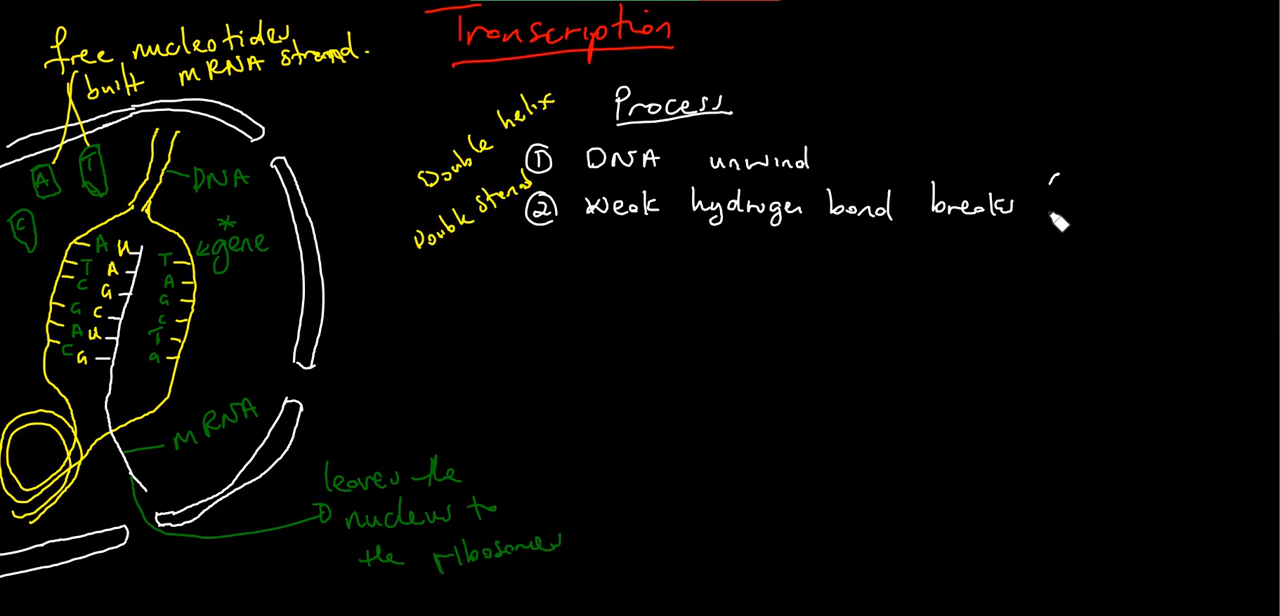 Transcription
free nucleotides
built mRNA strand.
Process
Double helix
① DNA unwind
Double strand
② weak hydrogen bond breaks (
A
T
C
DNA
*
gene
A U T
T A A
C G G
G C C
A U T
C G G
mRNA
leaves the
nucleus to
the ribosomes